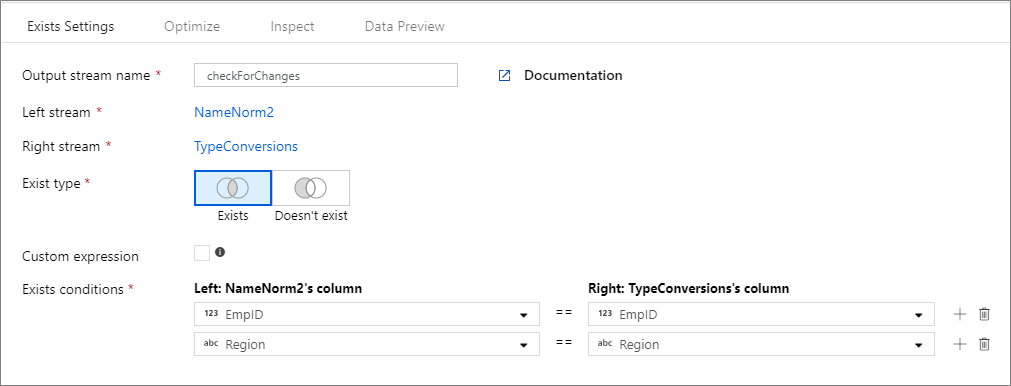 Exists Settings Optimize Inspect Data Preview
Output stream name * checkForChanges Documentation
Left stream * NameNorm2
Right stream * TypeConversions
Exist type *
Exists Doesn't exist
Custom expression
Exists conditions * Left: NameNorm2's column Right: TypeConversions's column
123 EmpID == 123 EmpID
abc Region == abc Region